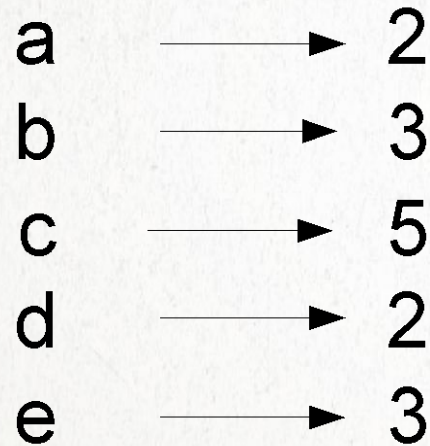 a → 2
b → 3
c → 5
d → 2
e → 3